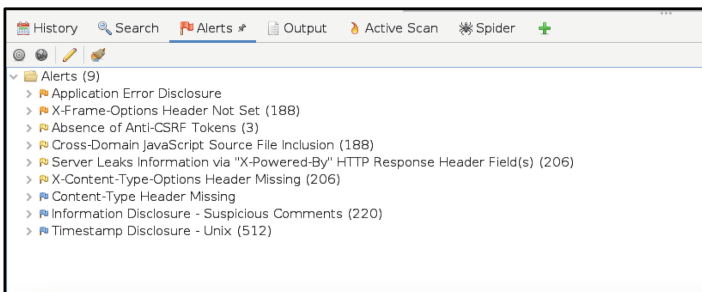 History Search Alerts Output Active Scan Spider
Alerts (9)
Application Error Disclosure
X-Frame-Options Header Not Set (188)
Absence of Anti-CSRF Tokens (3)
Cross-Domain JavaScript Source File Inclusion (188)
Server Leaks Information via "X-Powered-By" HTTP Response Header Field(s) (206)
X-Content-Type-Options Header Missing (206)
Content-Type Header Missing
Information Disclosure - Suspicious Comments (220)
Timestamp Disclosure - Unix (512)